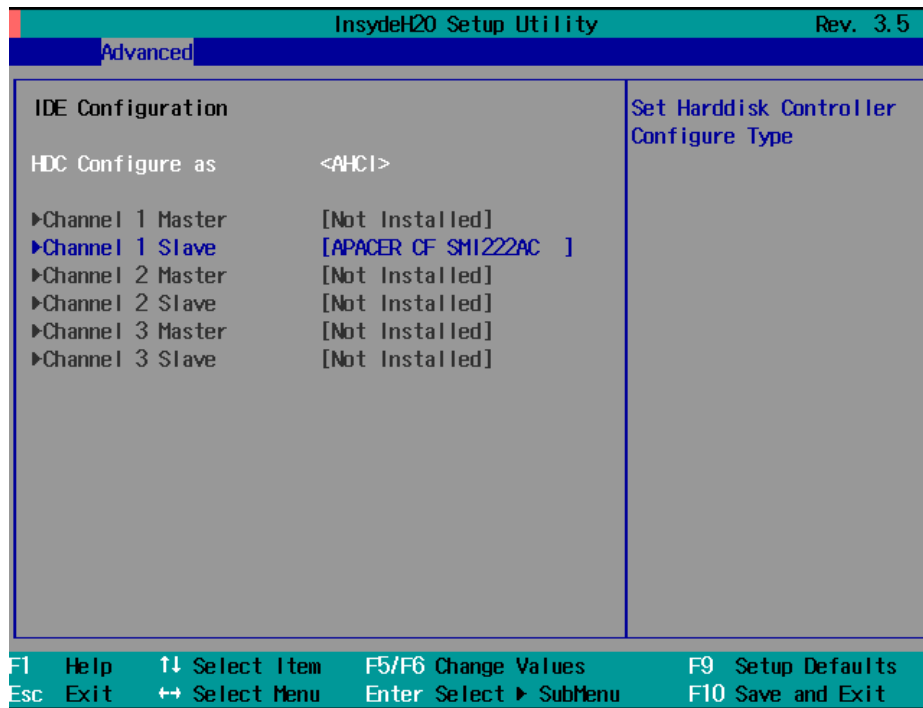 InsydeH2O Setup Utility Rev. 3.5
Advanced
IDE Configuration
HDC Configure as <AHCI>
▶Channel 1 Master [Not Installed]
▶Channel 1 Slave [APACER CF SMI222AC ]
▶Channel 2 Master [Not Installed]
▶Channel 2 Slave [Not Installed]
▶Channel 3 Master [Not Installed]
▶Channel 3 Slave [Not Installed]
Set Harddisk Controller
Configure Type
F1 Help ↑↓ Select Item F5/F6 Change Values F9 Setup Defaults
Esc Exit ↔ Select Menu Enter Select ▶ SubMenu F10 Save and Exit